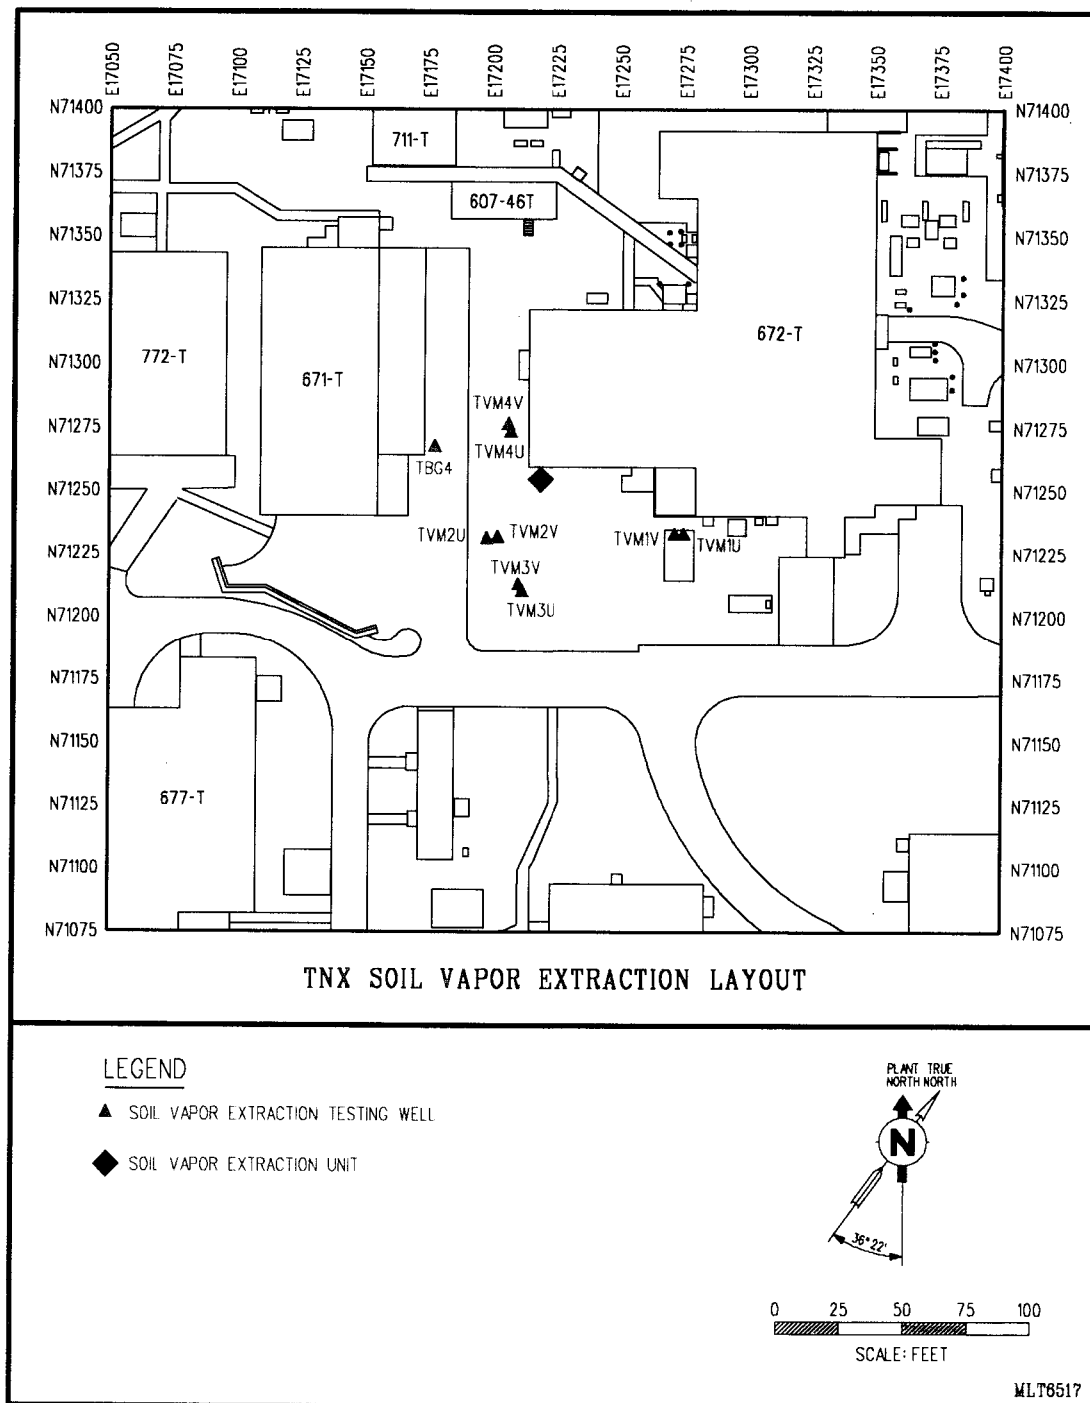 E17050 E17075 E17100 E17125 E17150 E17175 E17200 E17225 E17250 E17275 E17300 E17325 E17350 E17375 E17400
N71400 N71400
711-T
N71375 N71375
607-46T
N71350 N71350
N71325 N71325
672-T
772-T
N71300 N71300
671-T
TVM4V
N71275 N71275
TVM4U
TBG4
N71250 N71250
TVM2U TVM2V TVM1V TVM1U
N71225 N71225
TVM3V
TVM3U
N71200 N71200
N71175 N71175
N71150 N71150
677-T
N71125 N71125
N71100 N71100
N71075 N71075
TNX SOIL VAPOR EXTRACTION LAYOUT
LEGEND
SOIL VAPOR EXTRACTION TESTING WELL
SOIL VAPOR EXTRACTION UNIT
PLANT TRUE
NORTH NORTH
N
36°22'
0 25 50 75 100
SCALE: FEET
MLT6517